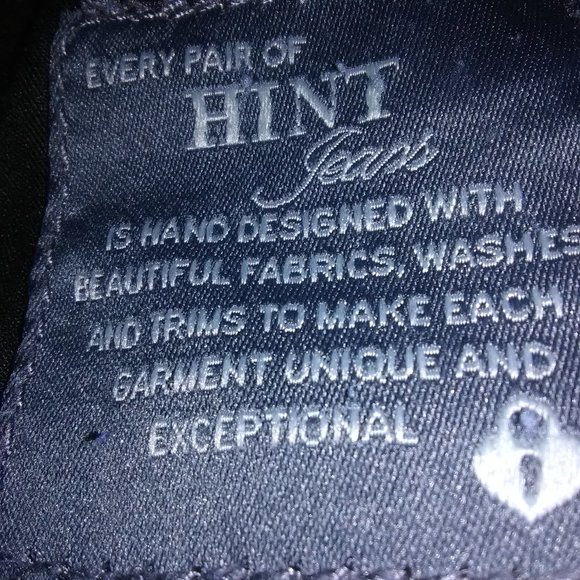 EVERY PAIR OF
HINT
Jeans
IS HAND DESIGNED WITH
BEAUTIFUL FABRICS, WASHES
AND TRIMS TO MAKE EACH
GARMENT UNIQUE AND
EXCEPTIONAL